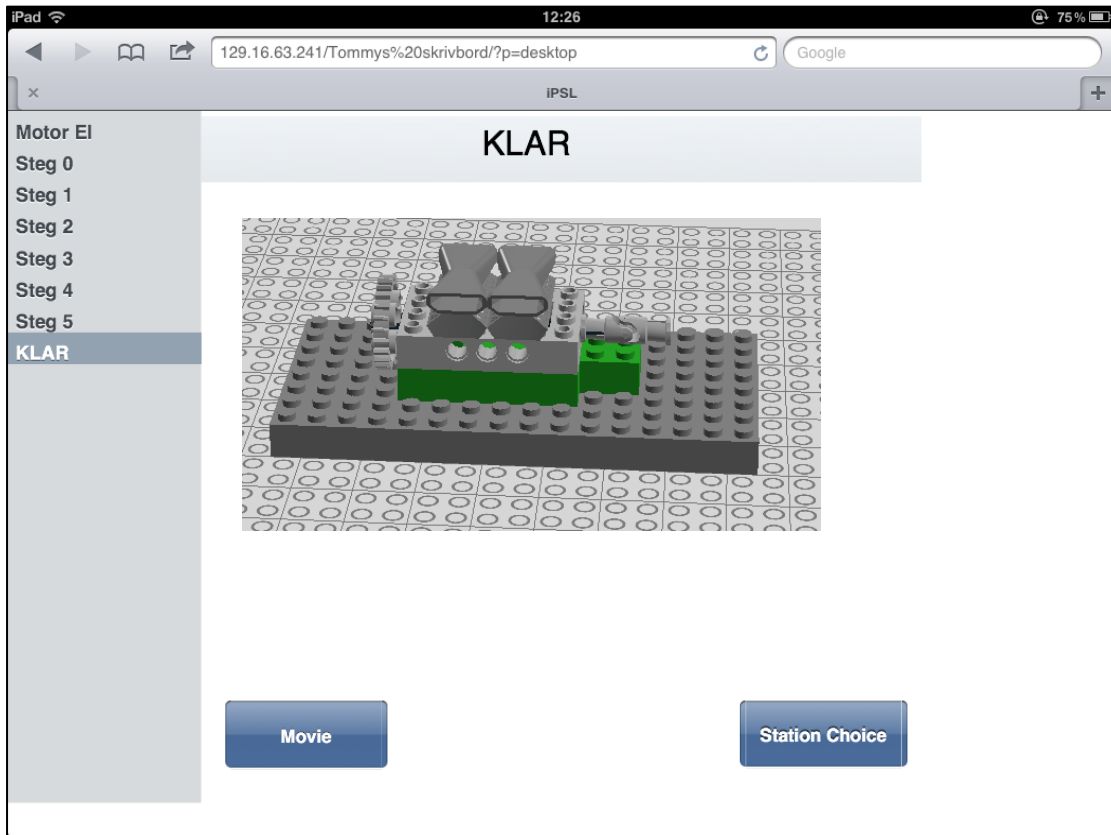 iPad 12:26 75%
129.16.63.241/Tommys%20skrivbord/?p=desktop Google
iPSL
Motor El
Steg 0
Steg 1
Steg 2
Steg 3
Steg 4
Steg 5
KLAR
KLAR
Movie
Station Choice